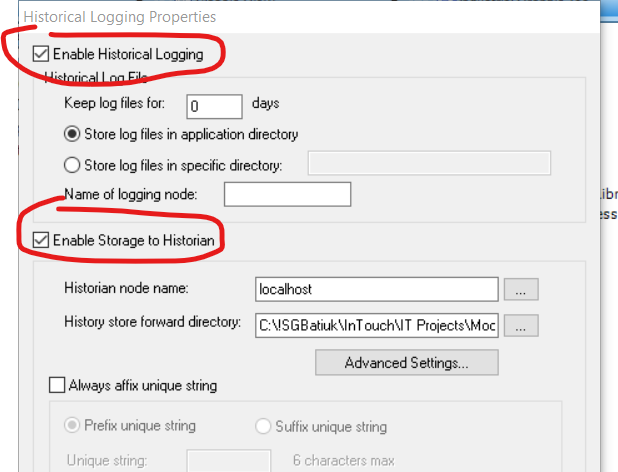 Historical Logging Properties
Enable Historical Logging
Historical Log File
Keep log files for: 0 days
Store log files in application directory
Store log files in specific directory:
Name of logging node:
Enable Storage to Historian
Historian node name: localhost ...
History store forward directory: C:\!SGBatiuk\InTouch\IT Projects\Moc ...
Advanced Settings...
Always affix unique string
Prefix unique string Suffix unique string
Unique string: 6 characters max